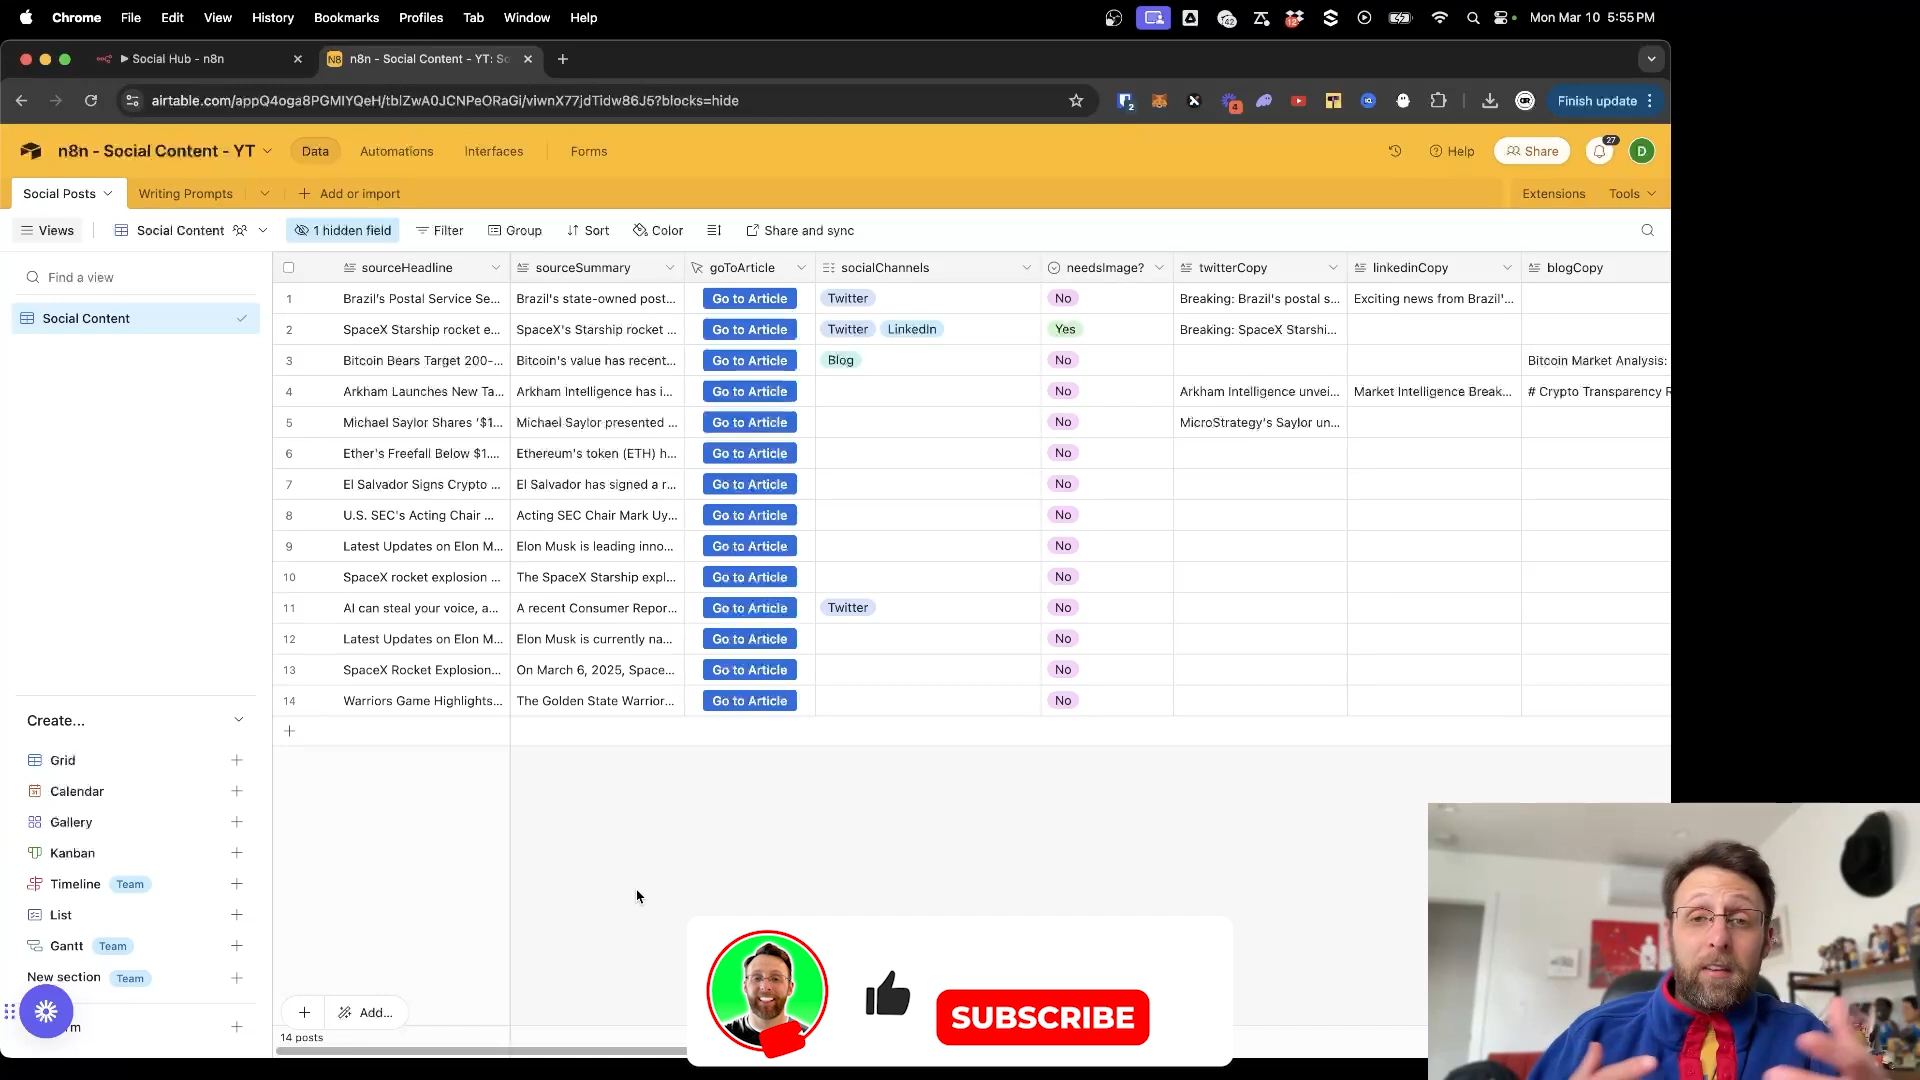 Chrome File Edit View History Bookmarks Profiles Tab Window Help Mon Mar 10 5:55 PM
Social Hub - n8n n8n - Social Content - YT: So
airtable.com/appQ4oga8PGMIYQeH/tblZwA0JCNPeORaGi/viwnX77jdTidw86J5?blocks=hide Finish update
n8n - Social Content - YT Data Automations Interfaces Forms Help Share 27 D
Social Posts Writing Prompts Add or import Extensions Tools
Views Social Content 1 hidden field Filter Group Sort Color Share and sync
Find a view
Social Content
sourceHeadline sourceSummary goToArticle socialChannels needsImage? twitterCopy linkedinCopy blogCopy
1 Brazil's Postal Service Se... Brazil's state-owned post... Go to Article Twitter No Breaking: Brazil's postal s... Exciting news from Brazil'...
2 SpaceX Starship rocket e... SpaceX's Starship rocket ... Go to Article Twitter LinkedIn Yes Breaking: SpaceX Starshi...
3 Bitcoin Bears Target 200-... Bitcoin's value has recent... Go to Article Blog No Bitcoin Market Analysis:
4 Arkham Launches New Ta... Arkham Intelligence has i... Go to Article No Arkham Intelligence unvei... Market Intelligence Break... # Crypto Transparency R
5 Michael Saylor Shares '$1... Michael Saylor presented ... Go to Article No MicroStrategy's Saylor un...
6 Ether's Freefall Below $1.... Ethereum's token (ETH) h... Go to Article No
7 El Salvador Signs Crypto ... El Salvador has signed a r... Go to Article No
8 U.S. SEC's Acting Chair ... Acting SEC Chair Mark Uy... Go to Article No
9 Latest Updates on Elon M... Elon Musk is leading inno... Go to Article No
10 SpaceX rocket explosion ... The SpaceX Starship expl... Go to Article No
11 AI can steal your voice, a... A recent Consumer Repor... Go to Article Twitter No
12 Latest Updates on Elon M... Elon Musk is currently na... Go to Article No
13 SpaceX Rocket Explosion... On March 6, 2025, Space... Go to Article No
14 Warriors Game Highlights... The Golden State Warrior... Go to Article No
Create...
Grid
Calendar
Gallery
Kanban
Timeline Team
List
Gantt Team
New section Team
rm
Add...
14 posts
SUBSCRIBE